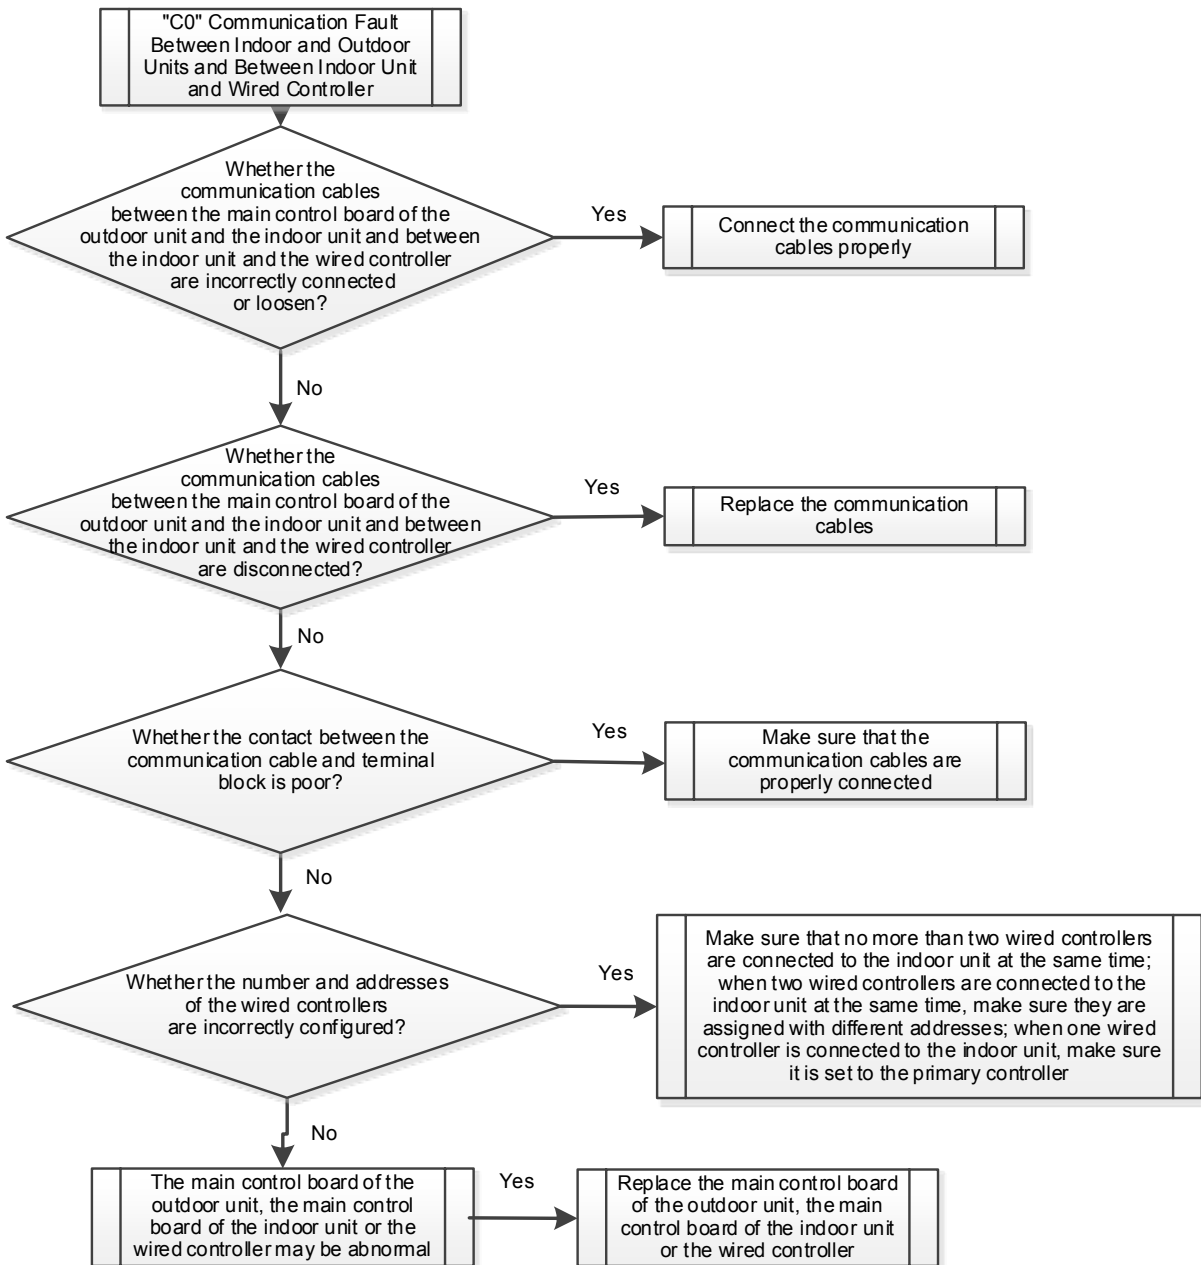 "C0" Communication Fault
Between Indoor and Outdoor
Units and Between Indoor Unit
and Wired Controller
Whether the
communication cables
between the main control board of the
outdoor unit and the indoor unit and between
the indoor unit and the wired controller
are incorrectly connected
or loosen?
Yes
Connect the communication
cables properly
No
Whether the
communication cables
between the main control board of the
outdoor unit and the indoor unit and between
the indoor unit and the wired controller
are disconnected?
Yes
Replace the communication
cables
No
Whether the contact between the
communication cable and terminal
block is poor?
Yes
Make sure that the
communication cables are
properly connected
No
Whether the number and addresses
of the wired controllers
are incorrectly configured?
Yes
Make sure that no more than two wired controllers
are connected to the indoor unit at the same time;
when two wired controllers are connected to the
indoor unit at the same time, make sure they are
assigned with different addresses; when one wired
controller is connected to the indoor unit, make sure
it is set to the primary controller
No
The main control board of the
outdoor unit, the main control
board of the indoor unit or the
wired controller may be abnormal
Yes
Replace the main control board
of the outdoor unit, the main
control board of the indoor unit
or the wired controller